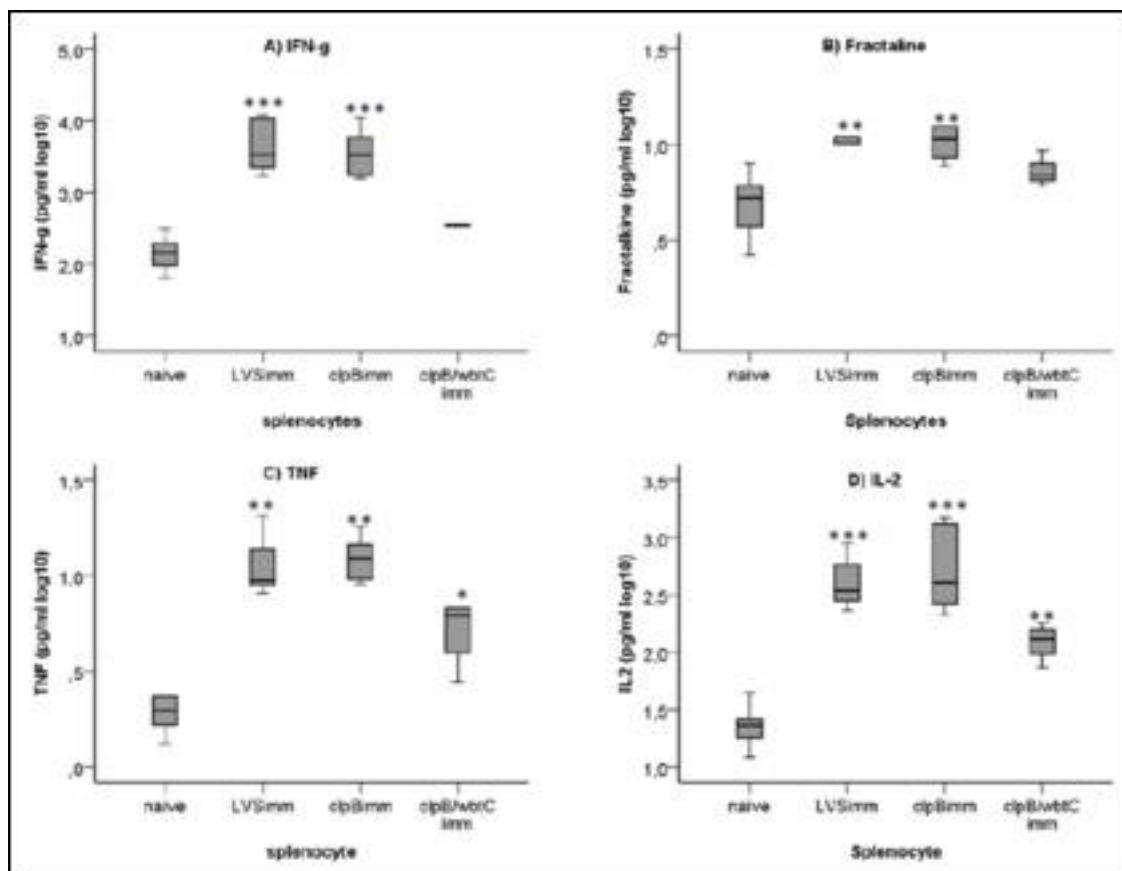 A) IFN-g
IFN-g (pg/ml log10)
5,0
4,0
3,0
2,0
1,0
***
***
naive
LVSimm
clpBimm
clpB/wbtC
imm
splenocytes
B) Fractaline
Fractalkine (pg/ml log10)
1,5
1,0
,5
,0
**
**
naive
LVSimm
clpBimm
clpB/wbtC
imm
Splenocytes
C) TNF
TNF (pg/ml log10)
1,5
1,0
,5
,0
**
**
*
naive
LVSimm
clpBimm
clpB/wbtC
imm
splenocyte
D) IL-2
IL2 (pg/ml log10)
3,5
3,0
2,5
2,0
1,5
1,0
***
***
**
naive
LVSimm
clpBimm
clpB/wbtC
imm
Splenocyte